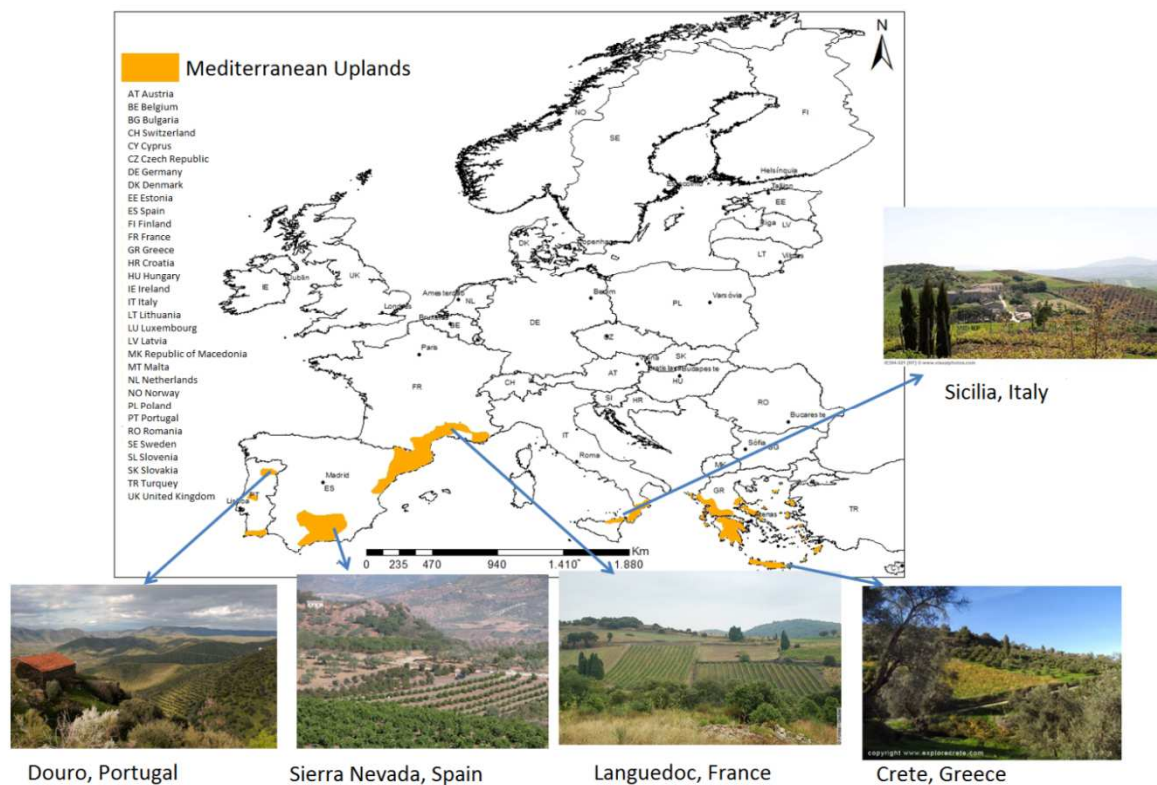 Mediterranean Uplands
N
AT Austria
BE Belgium
BG Bulgaria
CH Switzerland
CY Cyprus
CZ Czech Republic
DE Germany
DK Denmark
EE Estonia
ES Spain
FI Finland
FR France
GR Greece
HR Croatia
HU Hungary
IE Ireland
IT Italy
LT Lithuania
LU Luxembourg
LV Latvia
MK Republic of Macedonia
MT Malta
NL Netherlands
NO Norway
PL Poland
PT Portugal
RO Romania
SE Sweden
SL Slovenia
SK Slovakia
TR Turquey
UK United Kingdom
NO
SE
FI
Helsínquia
Tallinn
EE
Riga
LV
LT
DK
Dublin
IE
UK
Londres
NL
BE
Berlim
PL
Varsóvia
DE
Paris
CZ
SK
FR
CH
AT
Budapeste
HU
SI
HR
RO
Bucareste
IT
Roma
Sófia
BG
MK
GR
TR
Madrid
ES
PT
Km
0 235 470 940 1.410 1.880
Sicilia, Italy
copyright www.explorecrete.com
Douro, Portugal
Sierra Nevada, Spain
Languedoc, France
Crete, Greece